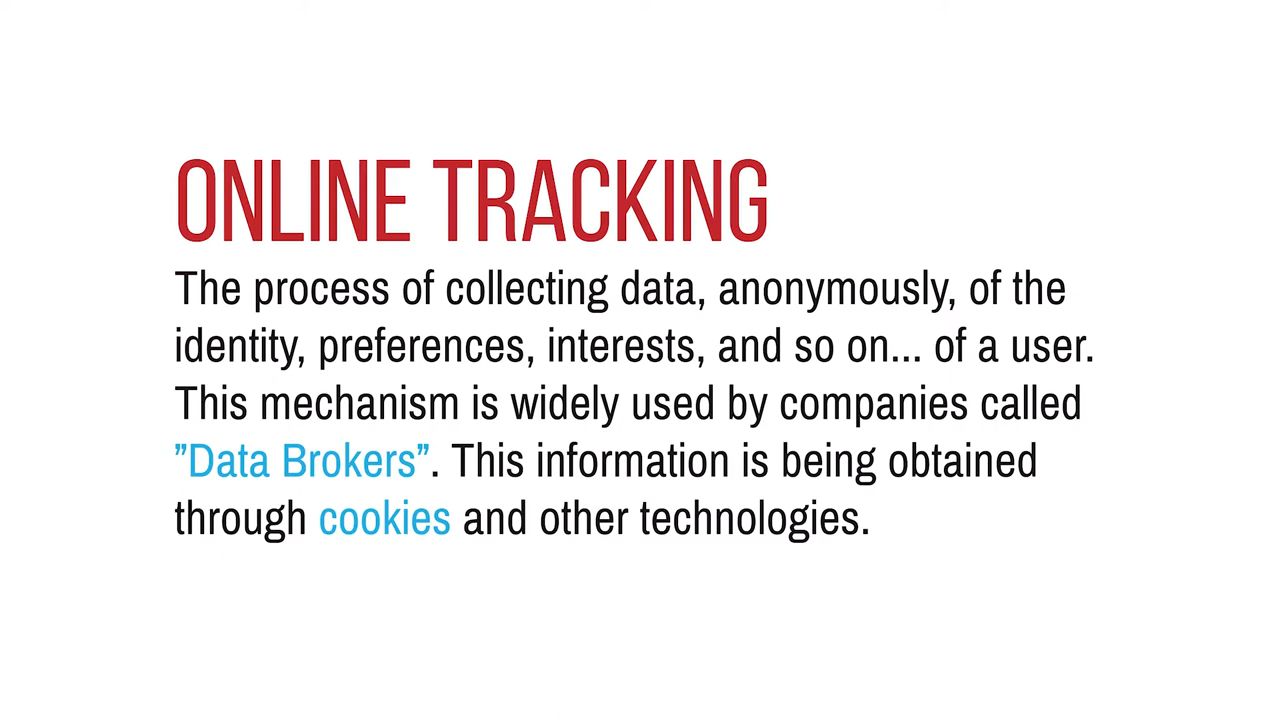 ONLINE TRACKING
The process of collecting data, anonymously, of the
identity, preferences, interests, and so on... of a user.
This mechanism is widely used by companies called
”Data Brokers”. This information is being obtained
through cookies and other technologies.